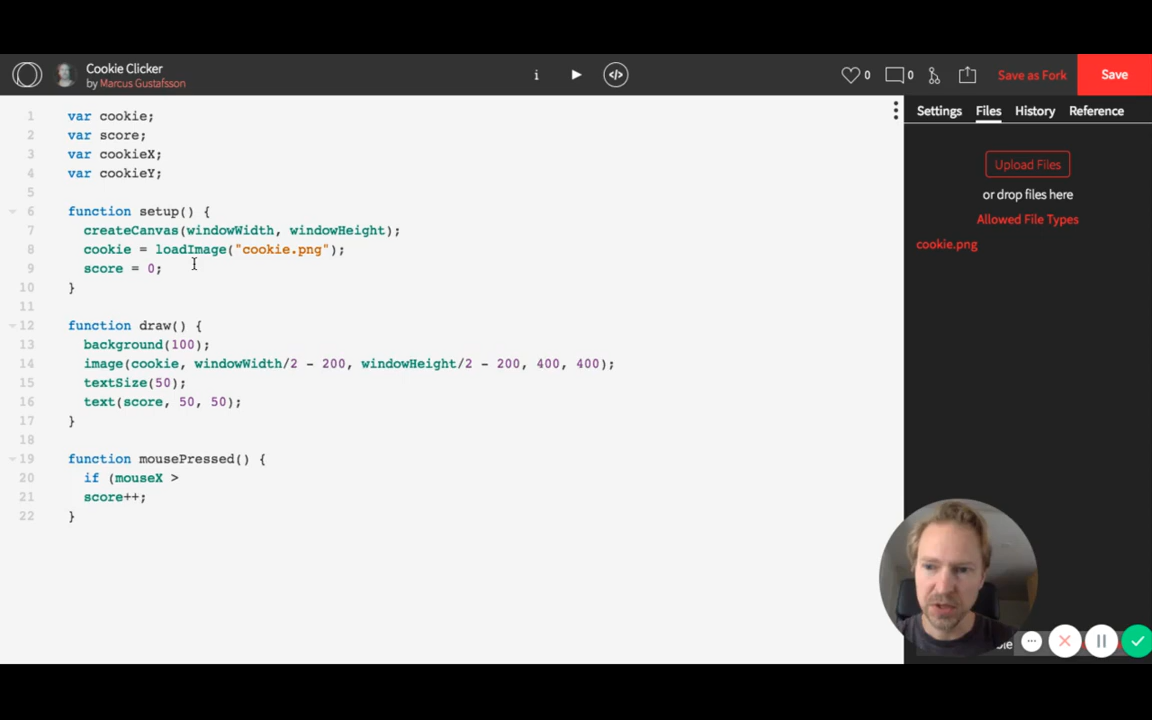 Cookie Clicker
by Marcus Gustafsson
i
</>
0
0
Save as Fork
Save
1 var cookie;
2 var score;
3 var cookieX;
4 var cookieY;
5
6 function setup() {
7 createCanvas(windowWidth, windowHeight);
8 cookie = loadImage("cookie.png");
9 score = 0;
10 }
11
12 function draw() {
13 background(100);
14 image(cookie, windowWidth/2 - 200, windowHeight/2 - 200, 400, 400);
15 textSize(50);
16 text(score, 50, 50);
17 }
18
19 function mousePressed() {
20 if (mouseX >
21 score++;
22 }
Settings Files History Reference
Upload Files
or drop files here
Allowed File Types
cookie.png